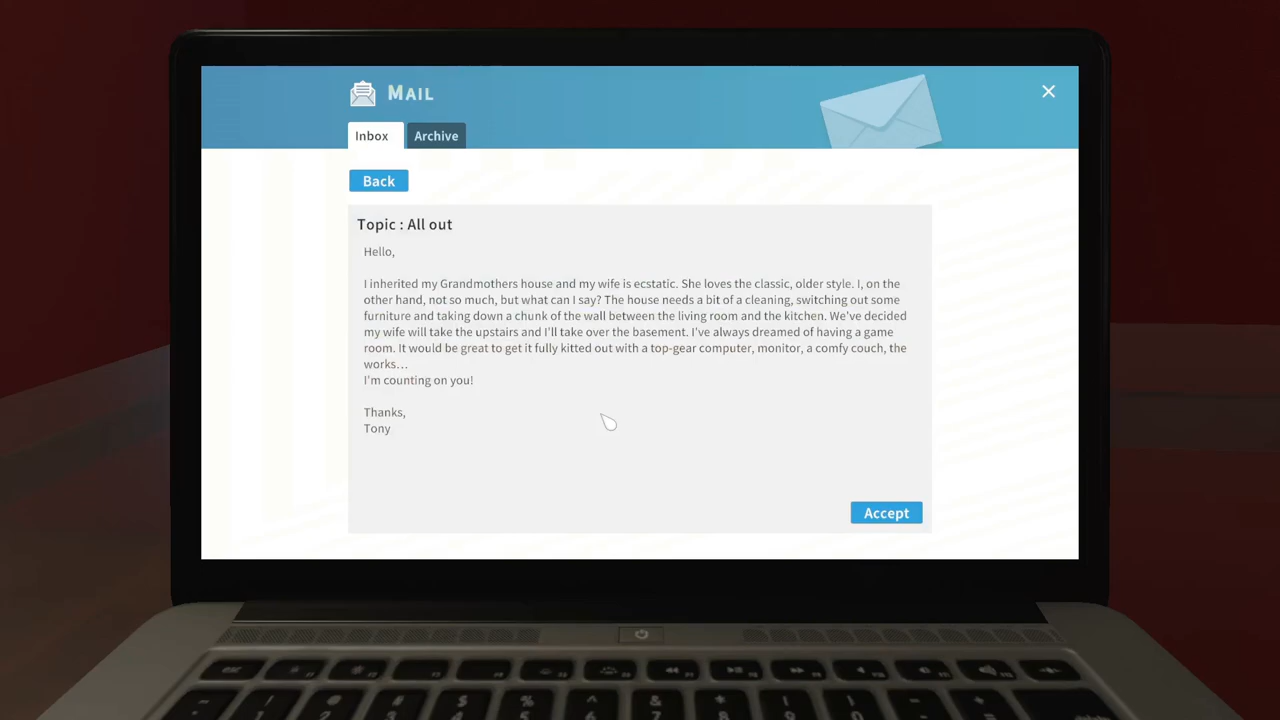 MAIL
Inbox
Archive
Back
Topic : All out
Hello,
I inherited my Grandmothers house and my wife is ecstatic. She loves the classic, older style. I, on the
other hand, not so much, but what can I say? The house needs a bit of a cleaning, switching out some
furniture and taking down a chunk of the wall between the living room and the kitchen. We've decided
my wife will take the upstairs and I'll take over the basement. I've always dreamed of having a game
room. It would be great to get it fully kitted out with a top-gear computer, monitor, a comfy couch, the
works…
I'm counting on you!
Thanks,
Tony
Accept
esc